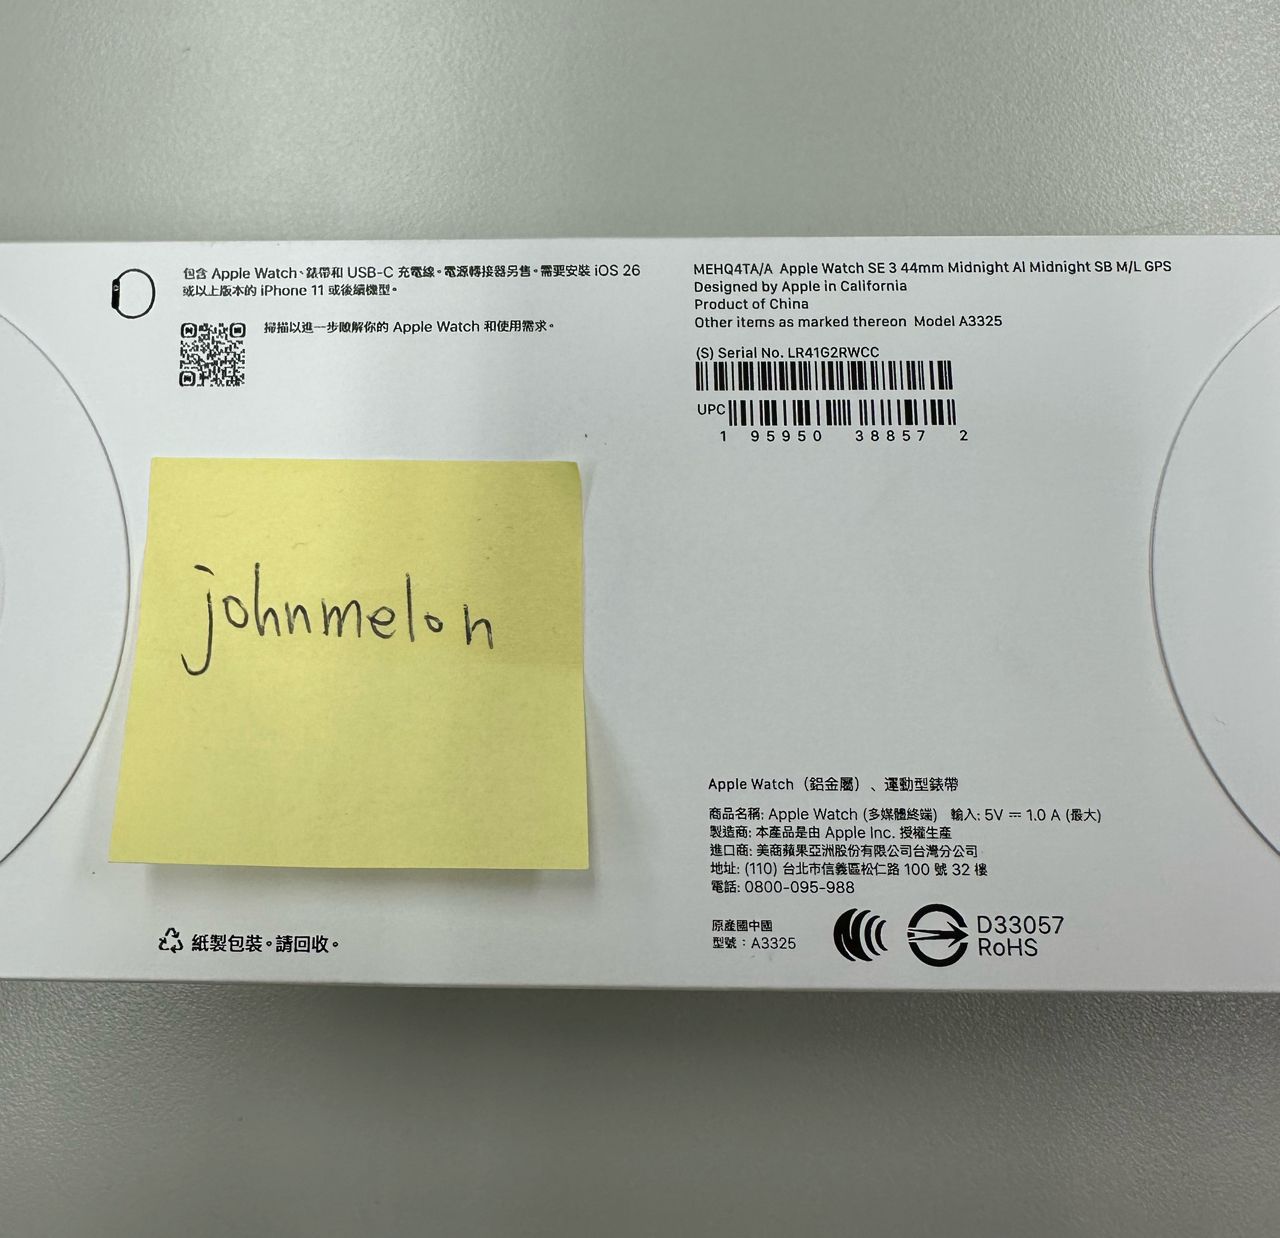 包含 Apple Watch、錶帶和 USB-C 充電線。電源轉接器另售。需要安裝 iOS 26
或以上版本的 iPhone 11 或後續機型。
掃描以進一步瞭解你的 Apple Watch 和使用需求。
johnmelon
紙製包裝。請回收。
MEHQ4TA/A Apple Watch SE 3 44mm Midnight Al Midnight SB M/L GPS
Designed by Apple in California
Product of China
Other items as marked thereon Model A3325
(S) Serial No. LR41G2RWCC
UPC
1 95950 38857 2
Apple Watch（鋁金屬）、運動型錶帶
商品名稱: Apple Watch (多媒體終端) 輸入: 5V ⎓ 1.0 A (最大)
製造商: 本產品是由 Apple Inc. 授權生產
進口商: 美商蘋果亞洲股份有限公司台灣分公司
地址: (110) 台北市信義區松仁路 100 號 32 樓
電話: 0800-095-988
原產國中國
型號：A3325
D33057
RoHS